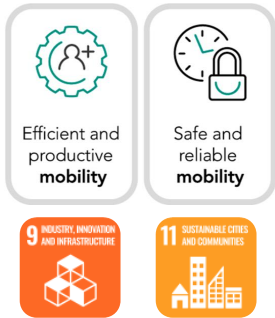 Efficient and
productive
mobility
Safe and
reliable
mobility
9 INDUSTRY, INNOVATION
AND INFRASTRUCTURE
11 SUSTAINABLE CITIES
AND COMMUNITIES